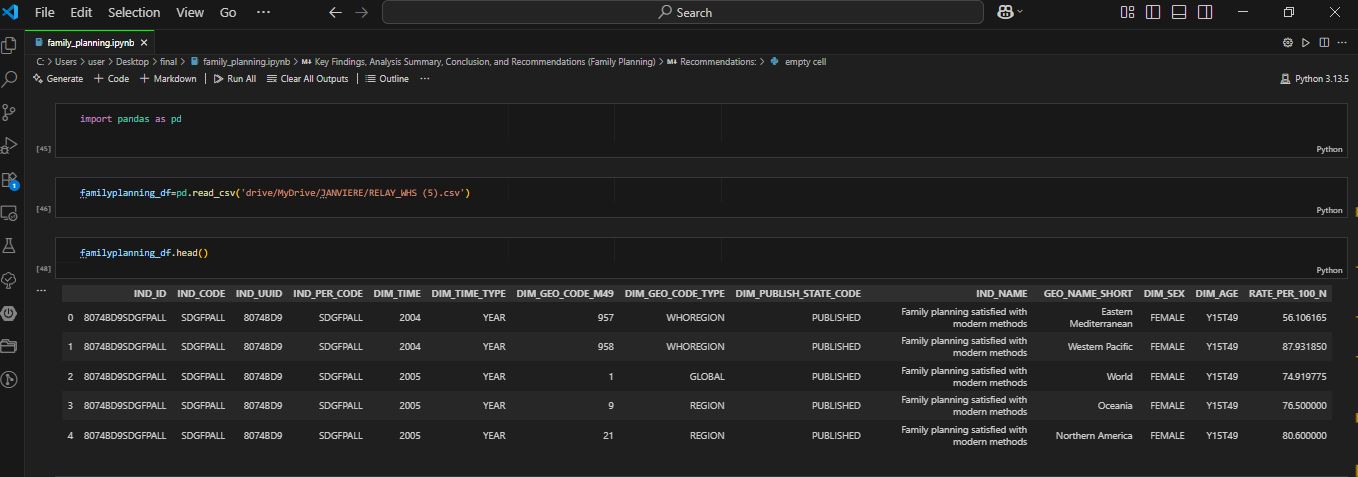 File Edit Selection View Go ··· ← → Search
family_planning.ipynb ×
C: > Users > user > Desktop > final > family_planning.ipynb > Key Findings, Analysis Summary, Conclusion, and Recommendations (Family Planning) > Recommendations: > empty cell
Generate + Code + Markdown | Run All Clear All Outputs | Outline ··· Python 3.13.5
import pandas as pd
[45] Python
familyplanning_df=pd.read_csv('drive/MyDrive/JANVIERE/RELAY_WHS (5).csv')
[46] Python
familyplanning_df.head()
[48] Python
···
IND_ID IND_CODE IND_UUID IND_PER_CODE DIM_TIME DIM_TIME_TYPE DIM_GEO_CODE_M49 DIM_GEO_CODE_TYPE DIM_PUBLISH_STATE_CODE IND_NAME GEO_NAME_SHORT DIM_SEX DIM_AGE RATE_PER_100_N
0 8074BD9SDGFPALL SDGFPALL 8074BD9 SDGFPALL 2004 YEAR 957 WHOREGION PUBLISHED Family planning satisfied with modern methods Eastern Mediterranean FEMALE Y15T49 56.106165
1 8074BD9SDGFPALL SDGFPALL 8074BD9 SDGFPALL 2004 YEAR 958 WHOREGION PUBLISHED Family planning satisfied with modern methods Western Pacific FEMALE Y15T49 87.931850
2 8074BD9SDGFPALL SDGFPALL 8074BD9 SDGFPALL 2005 YEAR 1 GLOBAL PUBLISHED Family planning satisfied with modern methods World FEMALE Y15T49 74.919775
3 8074BD9SDGFPALL SDGFPALL 8074BD9 SDGFPALL 2005 YEAR 9 REGION PUBLISHED Family planning satisfied with modern methods Oceania FEMALE Y15T49 76.500000
4 8074BD9SDGFPALL SDGFPALL 8074BD9 SDGFPALL 2005 YEAR 21 REGION PUBLISHED Family planning satisfied with modern methods Northern America FEMALE Y15T49 80.600000
1